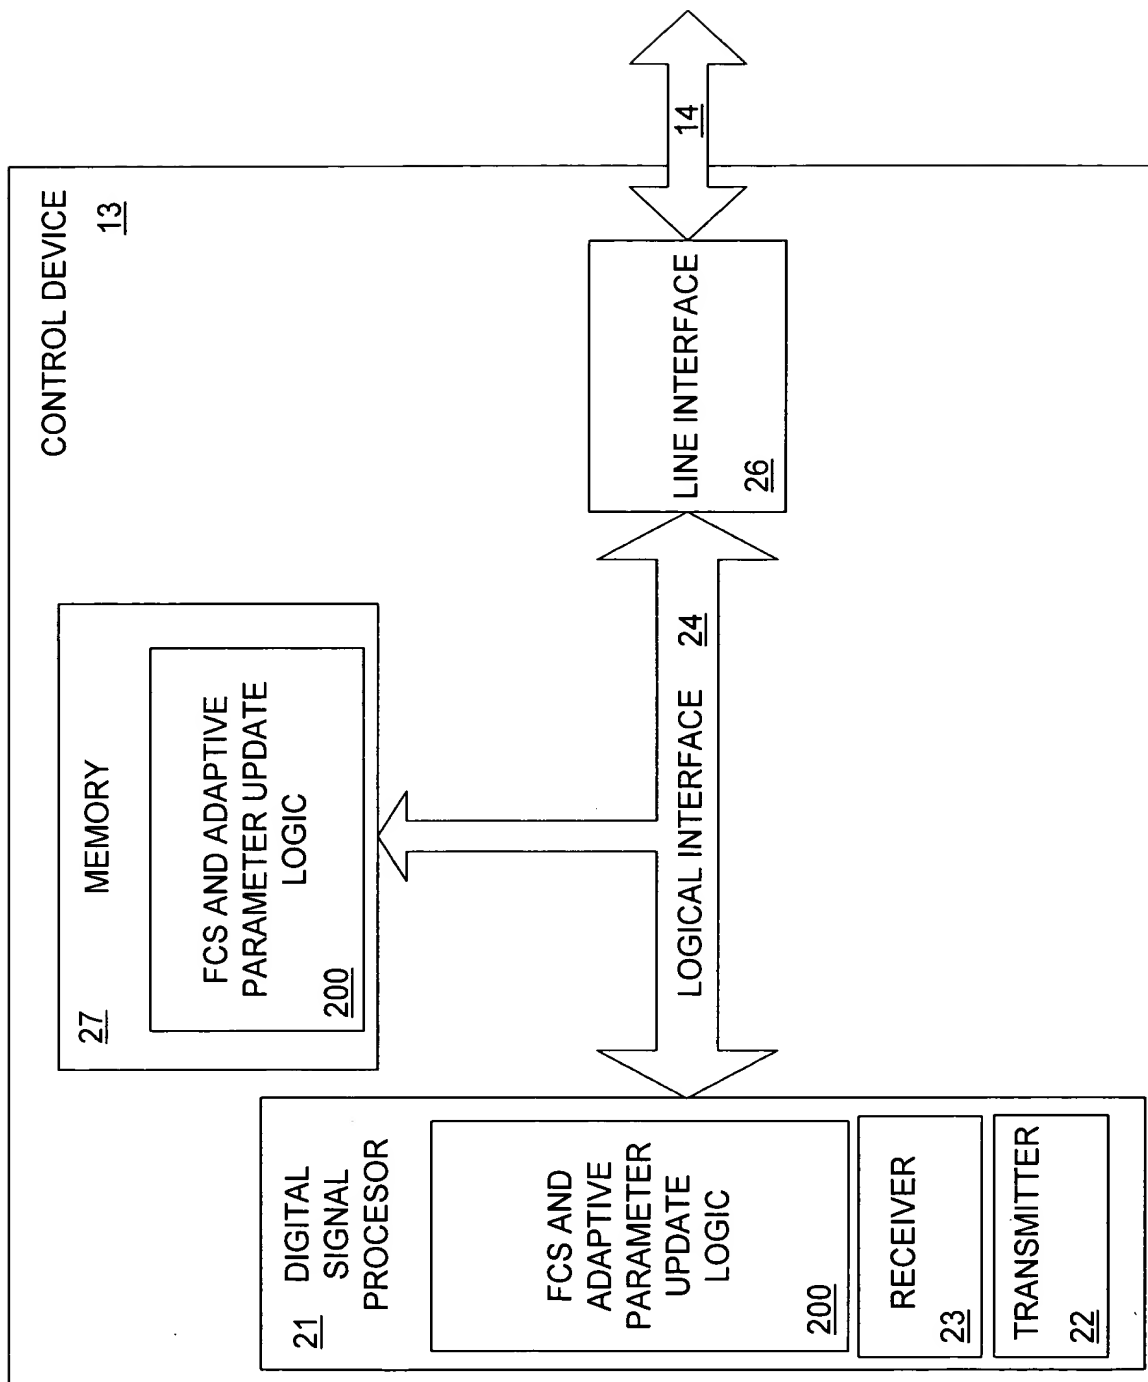 CONTROL DEVICE
13
MEMORY
27
FCS AND ADAPTIVE
PARAMETER UPDATE
LOGIC
200
DIGITAL
SIGNAL
PROCESOR
21
FCS AND
ADAPTIVE
PARAMETER
UPDATE
LOGIC
200
RECEIVER
23
TRANSMITTER
22
LOGICAL INTERFACE 24
LINE INTERFACE
26
14